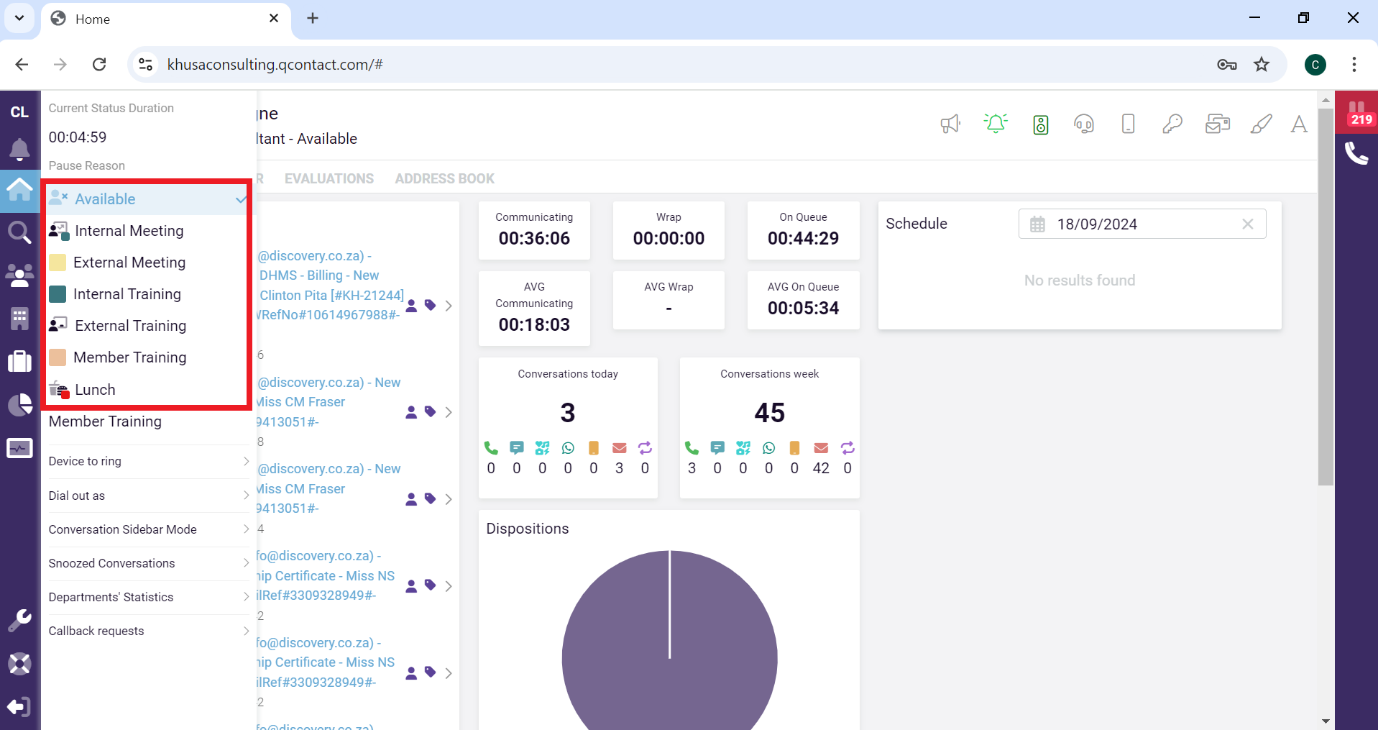 Home
khusaconsulting.qcontact.com/#
C
CL
Current Status Duration
00:04:59
Pause Reason
Available
Internal Meeting
External Meeting
Internal Training
External Training
Member Training
Lunch
Member Training
Device to ring
Dial out as
Conversation Sidebar Mode
Snoozed Conversations
Departments' Statistics
Callback requests
gne
ltant - Available
R EVALUATIONS ADDRESS BOOK
@discovery.co.za) -
DHMS - Billing - New
Clinton Pita [#KH-21244]
VRefNo#10614967988#-
6
@discovery.co.za) - New
Miss CM Fraser
9413051#-
8
@discovery.co.za) - New
Miss CM Fraser
9413051#-
4
fo@discovery.co.za) -
hip Certificate - Miss NS
ilRef#3309328949#-
2
fo@discovery.co.za) -
hip Certificate - Miss NS
ilRef#3309328949#-
2
fo@discovery.co.za)
Communicating
00:36:06
Wrap
00:00:00
On Queue
00:44:29
AVG
Communicating
00:18:03
AVG Wrap
-
AVG On Queue
00:05:34
Conversations today
3
0 0 0 0 0 3 0
Conversations week
45
3 0 0 0 0 42 0
Dispositions
Schedule
18/09/2024
No results found
A
219